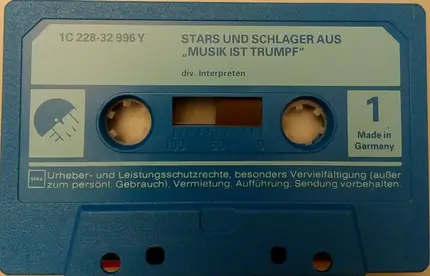 1C 228-32 996 Y
STARS UND SCHLAGER AUS
„MUSIK IST TRUMPF"
div. Interpreten
1
Made in
Germany
100 50 0
GEMA
Urheber- und Leistungsschutzrechte, besonders Vervielfältigung (außer
zum persönl. Gebrauch), Vermietung, Aufführung, Sendung vorbehalten.